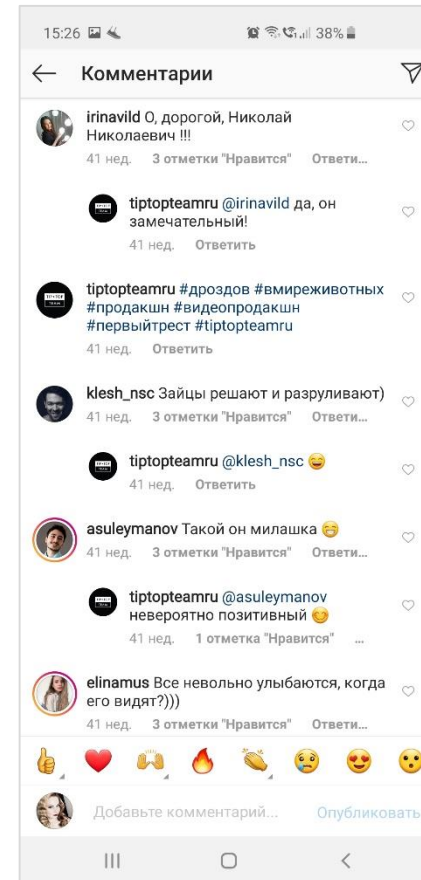 15:26 38%
Комментарии
irinavild О, дорогой, Николай
Николаевич !!!
41 нед. 3 отметки "Нравится" Ответи...
tiptopteamru @irinavild да, он
замечательный!
41 нед. Ответить
tiptopteamru #дроздов #вмиреживотных
#продакшн #видеопродакшн
#первыйтрест #tiptopteamru
41 нед. Ответить
klesh_nsc Зайцы решают и разруливают)
41 нед. 3 отметки "Нравится" Ответи...
tiptopteamru @klesh_nsc 😄
41 нед. Ответить
asuleymanov Такой он милашка 😁
41 нед. 3 отметки "Нравится" Ответи...
tiptopteamru @asuleymanov
невероятно позитивный 😊
41 нед. 1 отметка "Нравится" ...
elinamus Все невольно улыбаются, когда
его видят?)))
41 нед. 3 отметки "Нравится" Ответи...
👍 ❤️ 🙌 🔥 👏 😢 😍 😮
Добавьте комментарий... Опубликовать